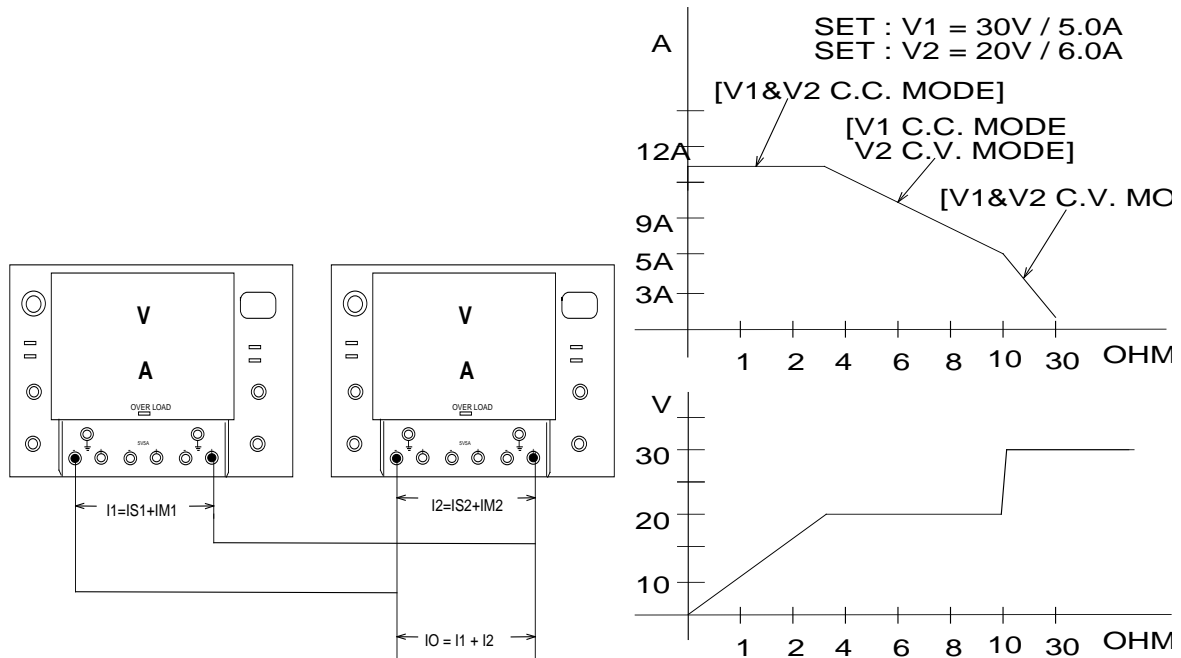 SET : V1 = 30V / 5.0A
SET : V2 = 20V / 6.0A
A
[V1&V2 C.C. MODE]
[V1 C.C. MODE
V2 C.V. MODE]
[V1&V2 C.V. MO
12A
9A
5A
3A
1 2 4 6 8 10 30 OHM
V
30
20
10
1 2 4 6 8 10 30 OHM
V V
A A
OVER LOAD OVER LOAD
5V5A 5V5A
I1=IS1+IM1 I2=IS2+IM2
IO = I1 + I2